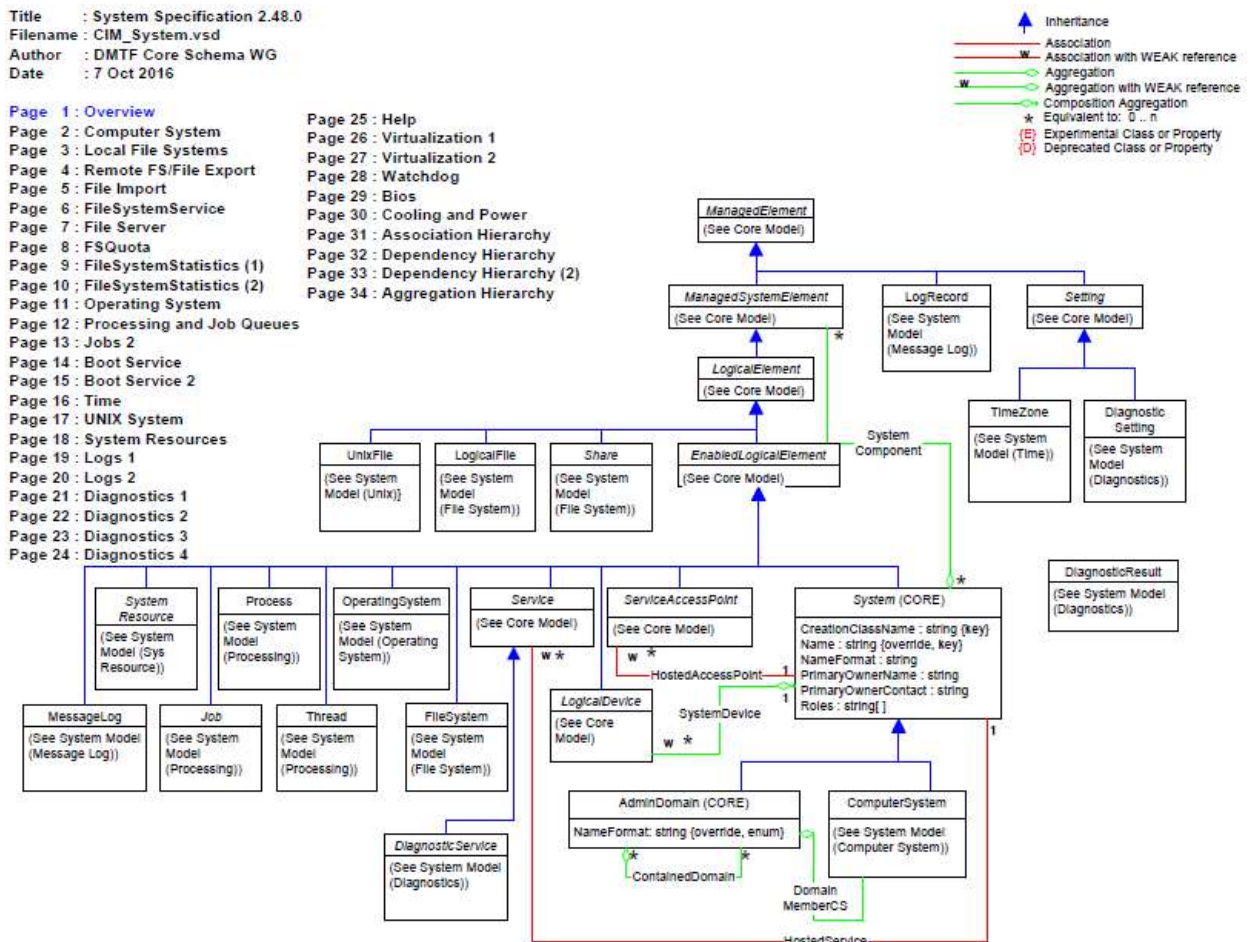 Title : System Specification 2.48.0
Filename : CIM_System.vsd
Author : DMTF Core Schema WG
Date : 7 Oct 2016
Page 1 : Overview
Page 2 : Computer System
Page 3 : Local File Systems
Page 4 : Remote FS/File Export
Page 5 : File Import
Page 6 : FileSystemService
Page 7 : File Server
Page 8 : FSQuota
Page 9 : FileSystemStatistics (1)
Page 10 ; FileSystemStatistics (2)
Page 11 : Operating System
Page 12 : Processing and Job Queues
Page 13 : Jobs 2
Page 14 : Boot Service
Page 15 : Boot Service 2
Page 16 : Time
Page 17 : UNIX System
Page 18 : System Resources
Page 19 : Logs 1
Page 20 : Logs 2
Page 21 : Diagnostics 1
Page 22 : Diagnostics 2
Page 23 : Diagnostics 3
Page 24 : Diagnostics 4
Page 25 : Help
Page 26 : Virtualization 1
Page 27 : Virtualization 2
Page 28 : Watchdog
Page 29 : Bios
Page 30 : Cooling and Power
Page 31 : Association Hierarchy
Page 32 : Dependency Hierarchy
Page 33 : Dependency Hierarchy (2)
Page 34 : Aggregation Hierarchy
Inheritance
Association
w
Association with WEAK reference
Aggregation
w
Aggregation with WEAK reference
Composition Aggregation
* Equivalent to: 0 .. n
{E} Experimental Class or Property
{D} Deprecated Class or Property
ManagedElement
(See Core Model)
ManagedSystemElement
(See Core Model)
*
LogRecord
(See System
Model
(Message Log))
Setting
(See Core Model)
LogicalElement
(See Core Model)
TimeZone
(See System
Model (Time))
Diagnostic
Setting
(See System
Model
(Diagnostics))
UnixFile
(See System
Model (Unix)}
LogicalFile
(See System
Model
(File System))
Share
(See System
Model
(File System))
EnabledLogicalElement
(See Core Model)
System
Component
*
System
Resource
(See System
Model (Sys
Resource))
Process
(See System
Model
(Processing))
OperatingSystem
(See System
Model (Operating
System))
Service
(See Core Model)
w *
ServiceAccessPoint
(See Core Model)
w *
System (CORE)
CreationClassName : string {key}
Name : string {override, key}
NameFormat : string
PrimaryOwnerName : string
PrimaryOwnerContact : string
Roles : string[ ]
DiagnosticResult
(See System Model
(Diagnostics))
HostedAccessPoint
1
SystemDevice
1
1
MessageLog
(See System Model
(Message Log))
Job
(See System
Model
(Processing))
Thread
(See System
Model
(Processing))
FileSystem
(See System
Model
(File System))
LogicalDevice
(See Core
Model)
w *
AdminDomain (CORE)
NameFormat: string {override, enum}
*
*
ContainedDomain
ComputerSystem
(See System Model
(Computer System))
Domain
MemberCS
DiagnosticService
(See System Model
(Diagnostics))
HostedService